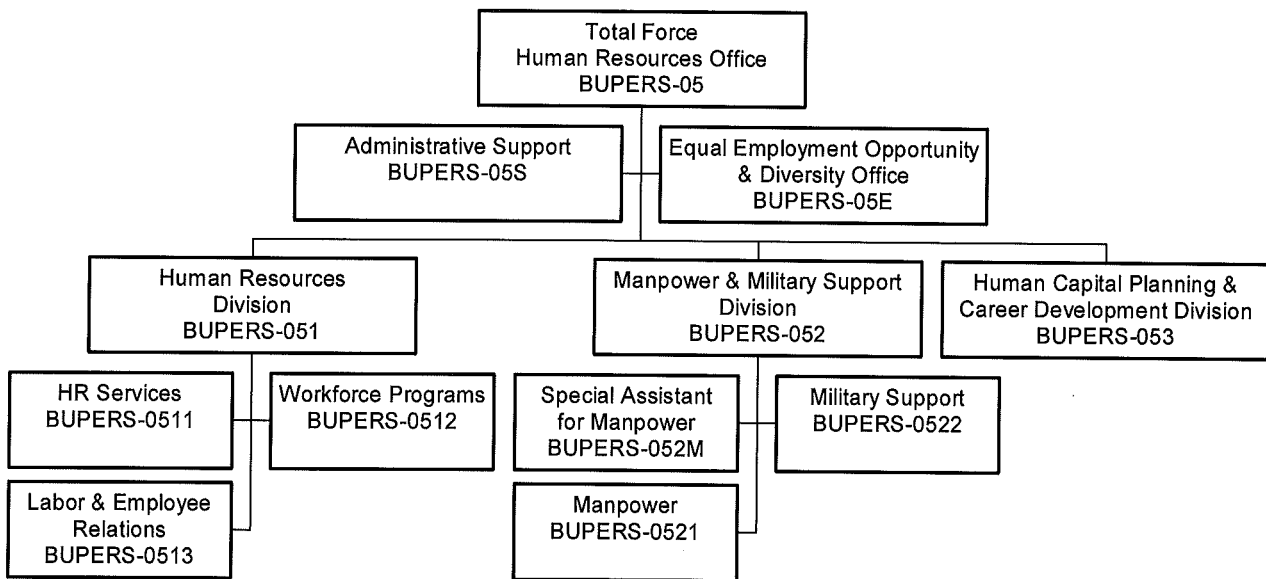 Total Force
Human Resources Office
BUPERS-05
Administrative Support
BUPERS-05S
Equal Employment Opportunity
& Diversity Office
BUPERS-05E
Human Resources
Division
BUPERS-051
Manpower & Military Support
Division
BUPERS-052
Human Capital Planning &
Career Development Division
BUPERS-053
HR Services
BUPERS-0511
Workforce Programs
BUPERS-0512
Special Assistant
for Manpower
BUPERS-052M
Military Support
BUPERS-0522
Labor & Employee
Relations
BUPERS-0513
Manpower
BUPERS-0521